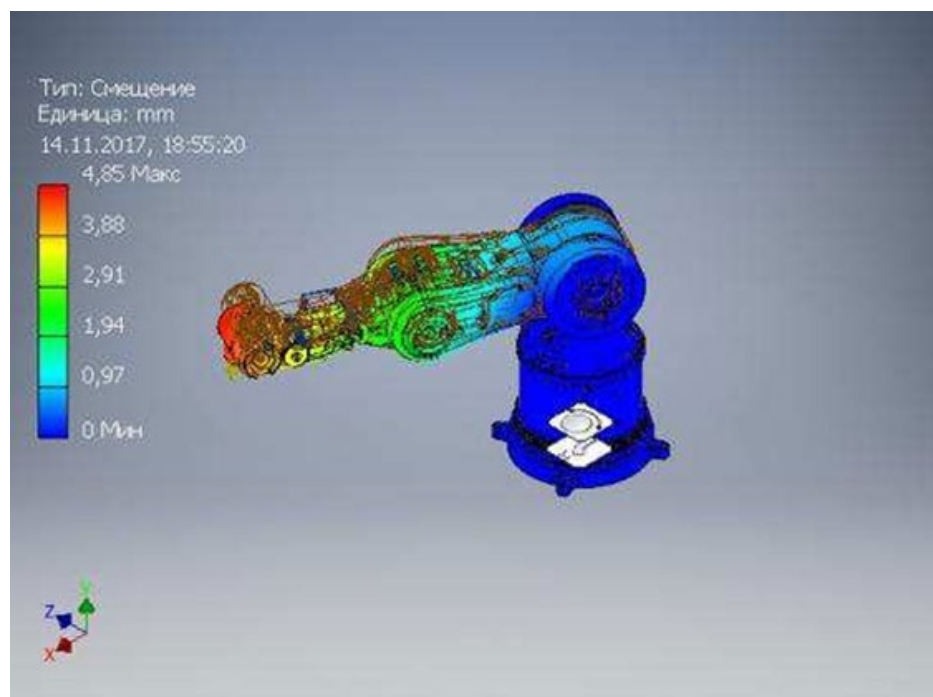 Тип: Смещение
Единица: mm
14.11.2017, 18:55:20
4,85 Макс
3,88
2,91
1,94
0,97
0 Мин
Y
Z
X